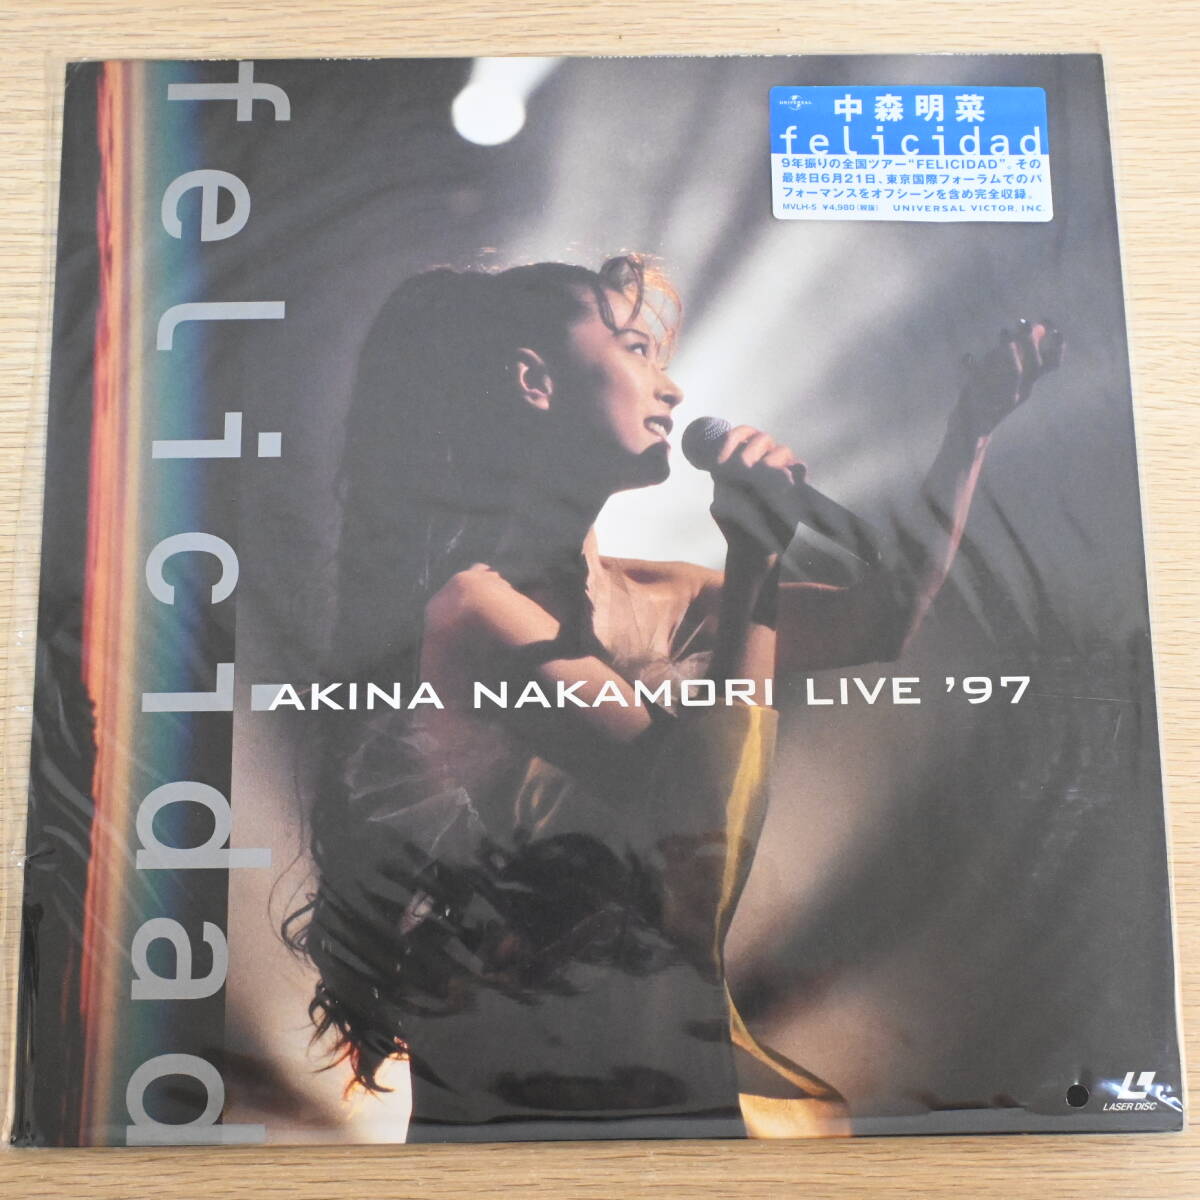 felicidad
UNIVERSAL
中森明菜
felicidad
9年振りの全国ツアー“FELICIDAD”。その
最終日6月21日、東京国際フォーラムでのパ
フォーマンスをオフシーンを含め完全収録。
MVLH-5 ¥4,980(税抜) UNIVERSAL VICTOR, INC.
AKINA NAKAMORI LIVE '97
LASER DISC